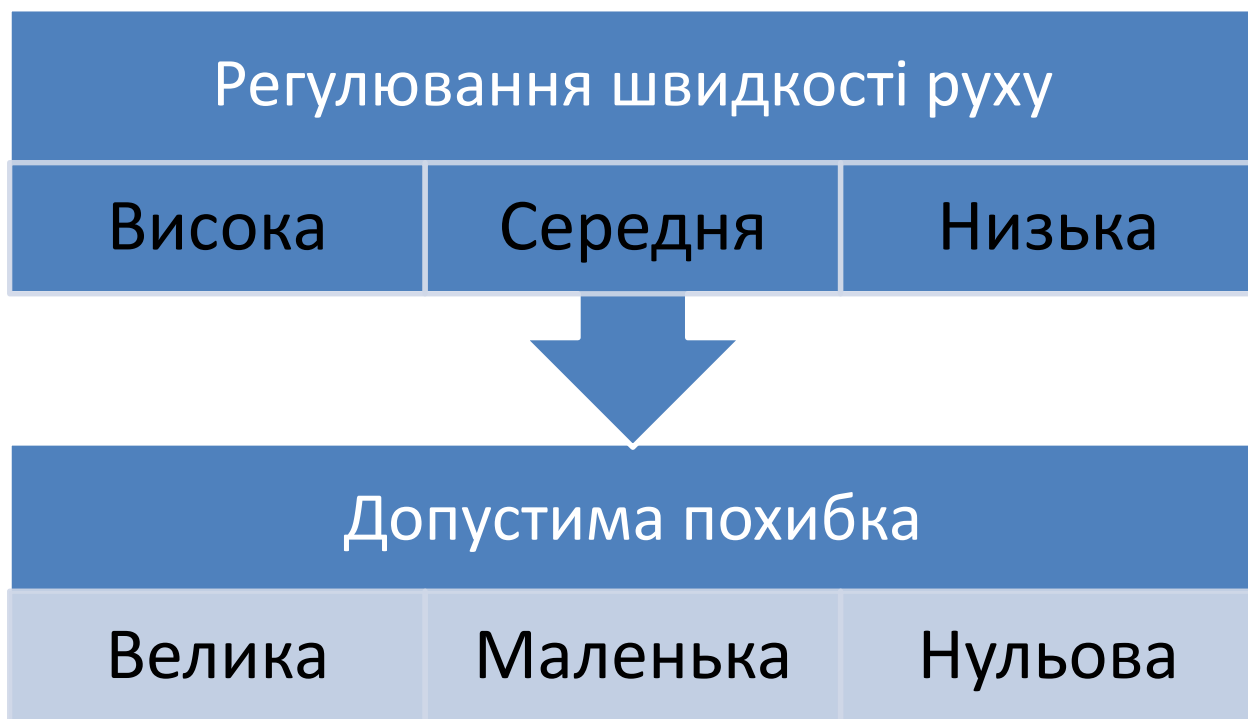 Регулювання швидкості руху
Висока Середня Низька
Допустима похибка
Велика Маленька Нульова